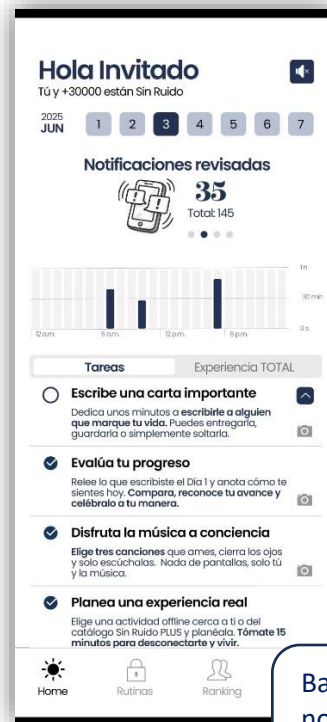 Hola Invitado
Tú y +30000 están Sin Ruido
2025
JUN
1 2 3 4 5 6 7
Notificaciones revisadas
35
Total: 145
1h
30 min
0 s
12 a.m. 6 a.m. 12 p.m. 6 p.m.
Tareas Experiencia TOTAL
Escribe una carta importante
Dedica unos minutos a escribirle a alguien
que marque tu vida. Puedes entregarla,
guardarla o simplemente soltarla.
Evalúa tu progreso
Relee lo que escribiste el Día 1 y anota cómo te
sientes hoy. Compara, reconoce tu avance y
celébralo a tu manera.
Disfruta la música a conciencia
Elige tres canciones que ames, cierra los ojos
y solo escúchalas. Nada de pantallas, solo tú
y la música.
Planea una experiencia real
Elige una actividad offline cerca a ti o del
catálogo Sin Ruido PLUS y planéala. Tómate 15
minutos para desconectarte y vivir.
Home Rutinas Ranking